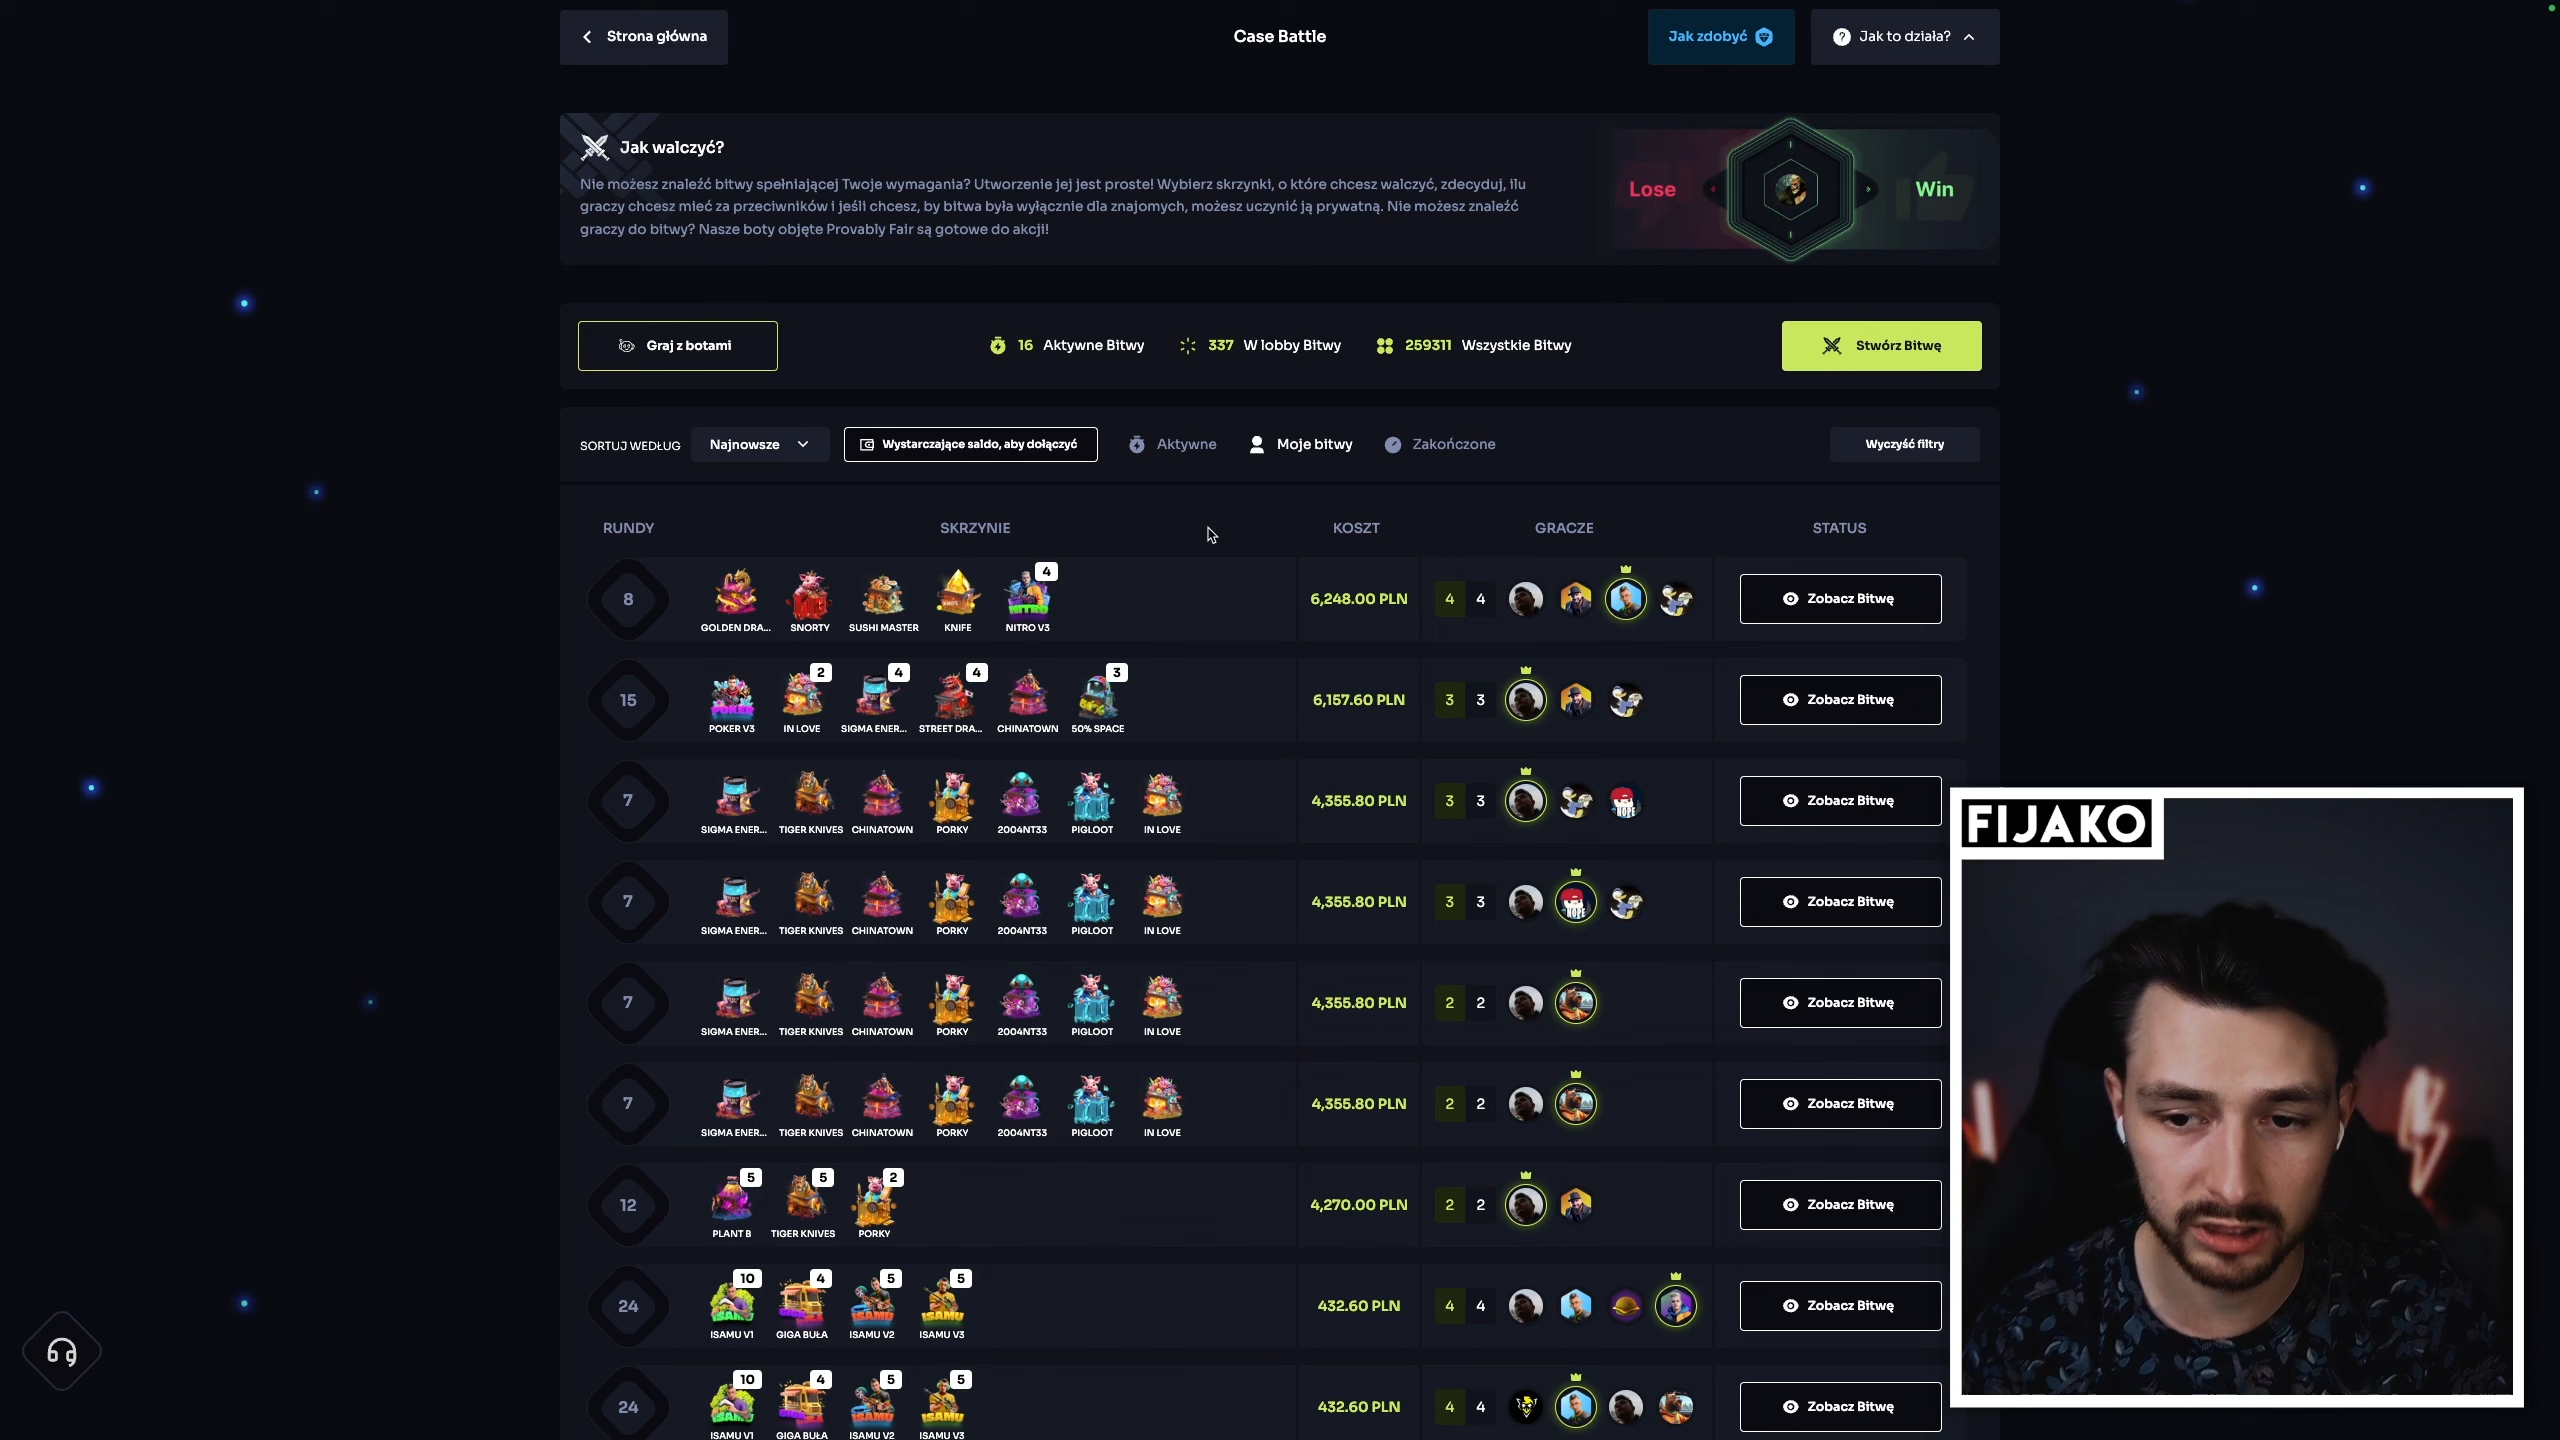 Strona główna
Case Battle
Jak zdobyć
Jak to działa?
Jak walczyć?
Nie możesz znaleźć bitwy spełniającej Twoje wymagania? Utworzenie jej jest proste! Wybierz skrzynki, o które chcesz walczyć, zdecyduj, ilu
graczy chcesz mieć za przeciwników i jeśli chcesz, by bitwa była wyłącznie dla znajomych, możesz uczynić ją prywatną. Nie możesz znaleźć
graczy do bitwy? Nasze boty objęte Provably Fair są gotowe do akcji!
Lose
Win
Graj z botami
16 Aktywne Bitwy
337 W lobby Bitwy
259311 Wszystkie Bitwy
Stwórz Bitwę
SORTUJ WEDŁUG
Najnowsze
Wystarczające saldo, aby dołączyć
Aktywne
Moje bitwy
Zakończone
Wyczyść filtry
RUNDY SKRZYNIE KOSZT GRACZE STATUS
8
4
GOLDEN DRA... SNORTY SUSHI MASTER KNIFE NITRO V3
6,248.00 PLN
4 4
Zobacz Bitwę
15
2 4 4 3
POKER V3 IN LOVE SIGMA ENER... STREET DRA... CHINATOWN 50% SPACE
6,157.60 PLN
3 3
Zobacz Bitwę
7
SIGMA ENER... TIGER KNIVES CHINATOWN PORKY 2004NT33 PIGLOOT IN LOVE
4,355.80 PLN
3 3
Zobacz Bitwę
7
SIGMA ENER... TIGER KNIVES CHINATOWN PORKY 2004NT33 PIGLOOT IN LOVE
4,355.80 PLN
3 3
Zobacz Bitwę
7
SIGMA ENER... TIGER KNIVES CHINATOWN PORKY 2004NT33 PIGLOOT IN LOVE
4,355.80 PLN
2 2
Zobacz Bitwę
7
SIGMA ENER... TIGER KNIVES CHINATOWN PORKY 2004NT33 PIGLOOT IN LOVE
4,355.80 PLN
2 2
Zobacz Bitwę
12
5 5 2
PLANT B TIGER KNIVES PORKY
4,270.00 PLN
2 2
Zobacz Bitwę
24
10 4 5 5
ISAMU V1 GIGA BUŁA ISAMU V2 ISAMU V3
432.60 PLN
4 4
Zobacz Bitwę
24
10 4 5 5
ISAMU V1 GIGA BUŁA ISAMU V2 ISAMU V3
432.60 PLN
4 4
Zobacz Bitwę
FIJAKO